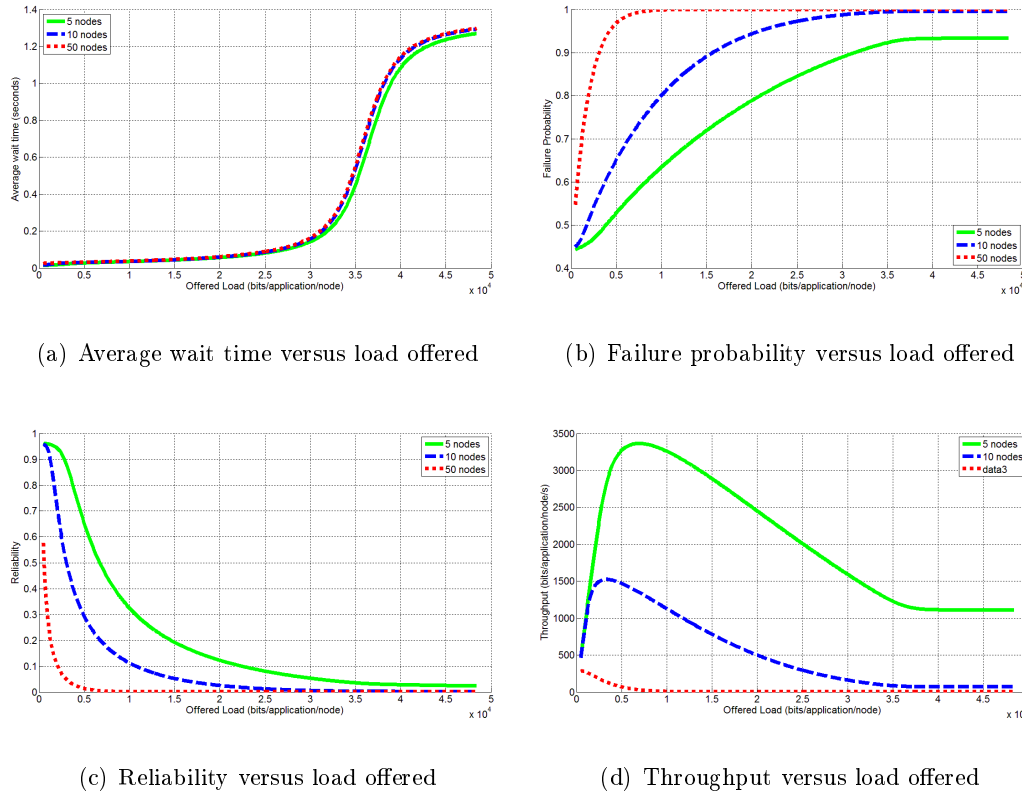 1.4
1.2
1
0.8
0.6
0.4
0.2
0
Average wait time (seconds)
5 nodes
10 nodes
50 nodes
0 0.5 1 1.5 2 2.5 3 3.5 4 4.5 5
Offered Load (bits/application/node)
x 10^4
(a) Average wait time versus load offered
1
0.9
0.8
0.7
0.6
0.5
0.4
Failure Probability
5 nodes
10 nodes
50 nodes
0 0.5 1 1.5 2 2.5 3 3.5 4 4.5 5
Offered Load (bits/application/node)
x 10^4
(b) Failure probability versus load offered
1
0.9
0.8
0.7
0.6
0.5
0.4
0.3
0.2
0.1
0
Reliability
5 nodes
10 nodes
50 nodes
0 0.5 1 1.5 2 2.5 3 3.5 4 4.5 5
Offered Load (bits/application/node)
x 10^4
(c) Reliability versus load offered
3500
3000
2500
2000
1500
1000
500
0
Throughput (bits/application/node/s)
5 nodes
10 nodes
data3
0 0.5 1 1.5 2 2.5 3 3.5 4 4.5
Offered Load (bits/application/node)
x 10^4
(d) Throughput versus load offered